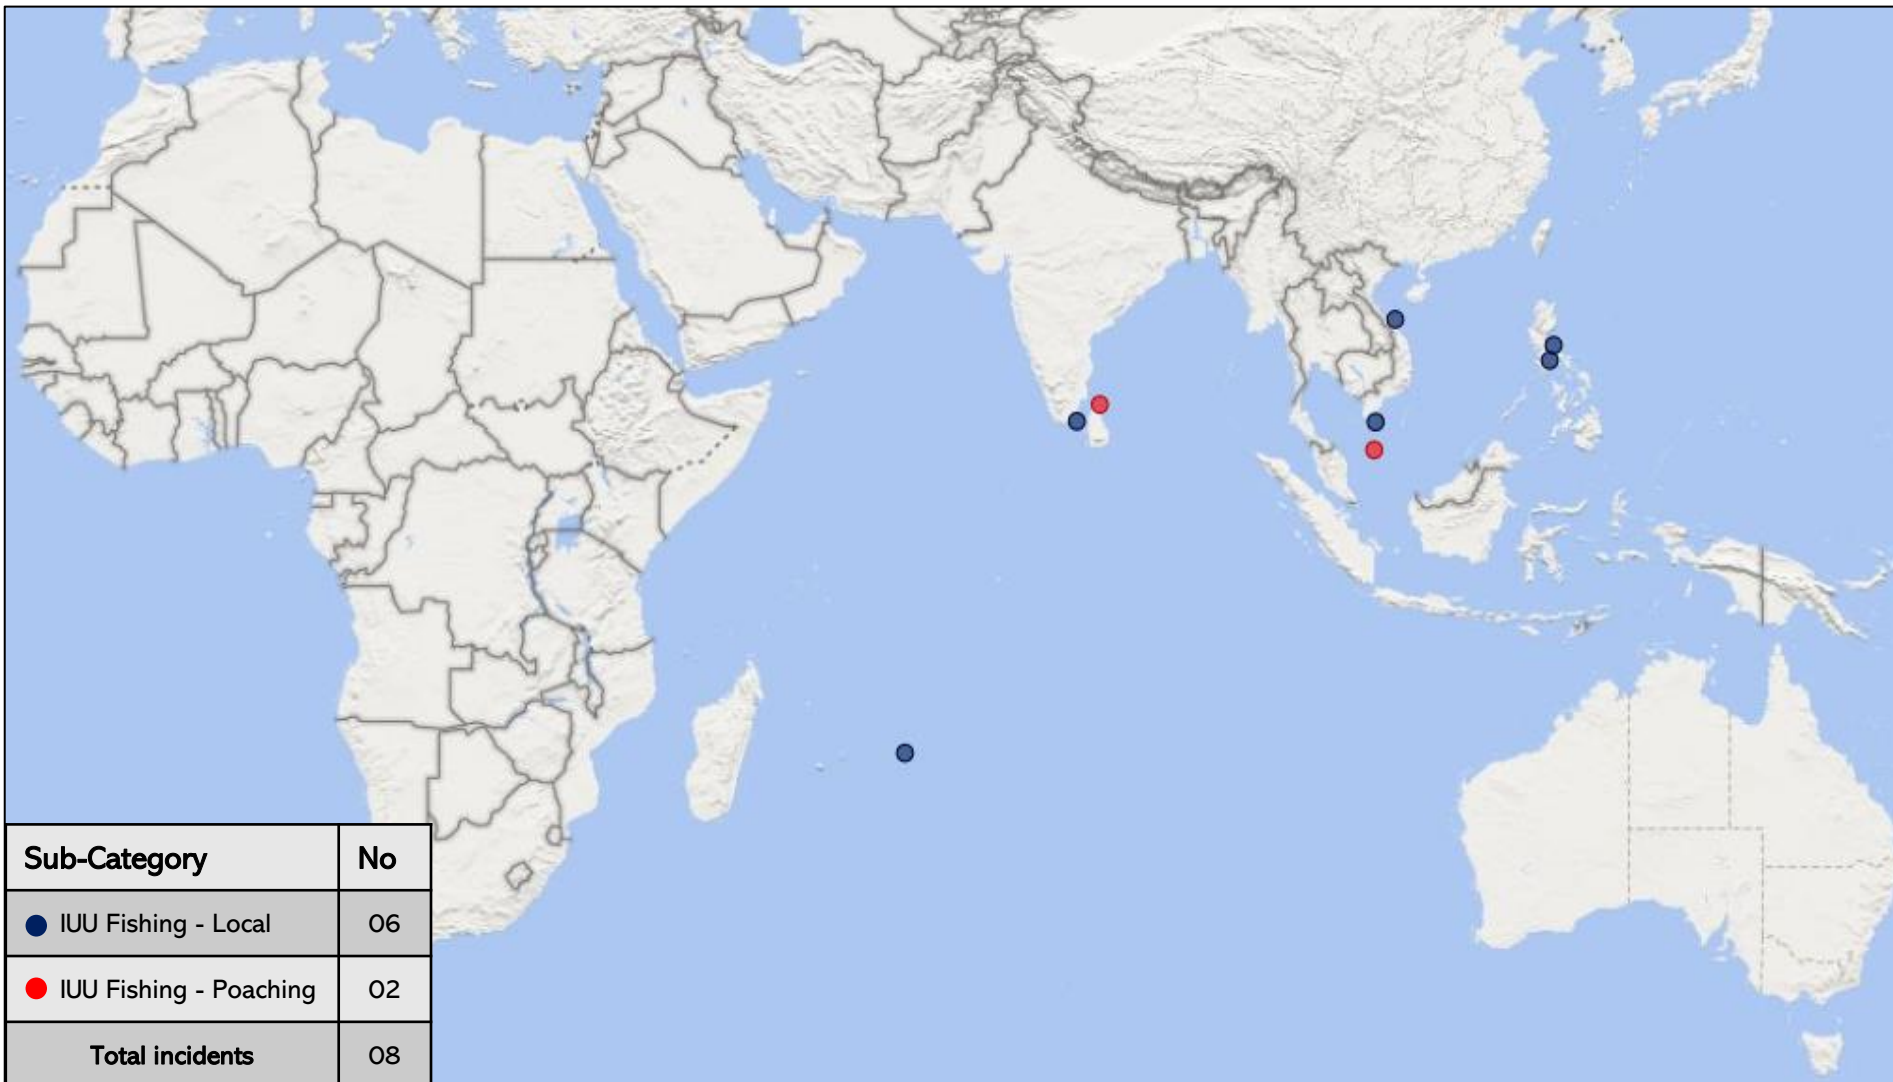 Sub-Category No
IUU Fishing - Local 06
IUU Fishing - Poaching 02
Total incidents 08